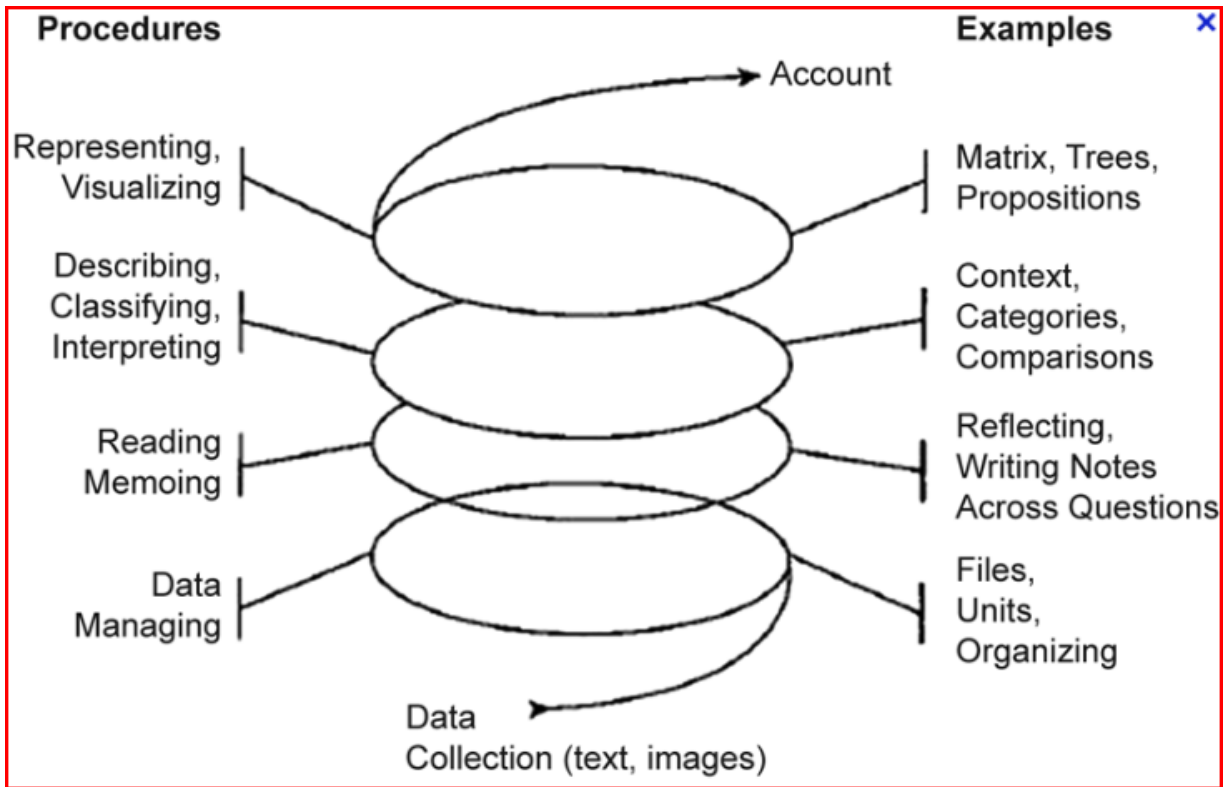 Procedures
Examples
Account
Representing,
Visualizing
Matrix, Trees,
Propositions
Describing,
Classifying,
Interpreting
Context,
Categories,
Comparisons
Reading
Memoing
Reflecting,
Writing Notes
Across Questions
Data
Managing
Files,
Units,
Organizing
Data
Collection (text, images)